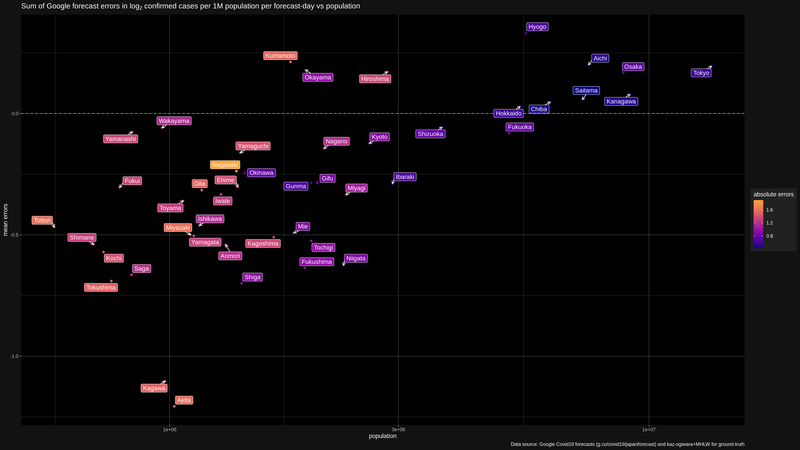 Sum of Google forecast errors in log2 confirmed cases per 1M population per forecast-day vs population
Hyogo
Kumamoto
Aichi
Osaka
Okayama
Hiroshima
Tokyo
Saitama
Kanagawa
0.0
Hokkaido
Chiba
Wakayama
Fukuoka
Yamanashi
Shizuoka
Kyoto
Nagano
Yamaguchi
Nagasaki
Okinawa
absolute errors
Fukui
Oita
Ehime
Gunma
Gifu
Miyagi
Ibaraki
1.6
1.2
0.8
Iwate
Toyama
mean errors
Tottori
Ishikawa
Miyazaki
Mie
-0.5
Shimane
Yamagata
Kagoshima
Tochigi
Kochi
Aomori
Fukushima
Niigata
Saga
Shiga
Tokushima
-1.0
Kagawa
Akita
1e+06
3e+06
1e+07
population
Data source: Google Covid19 forecasts (g.co/covid19/japanforecast) and kaz-ogiwara+MHLW for ground-truth